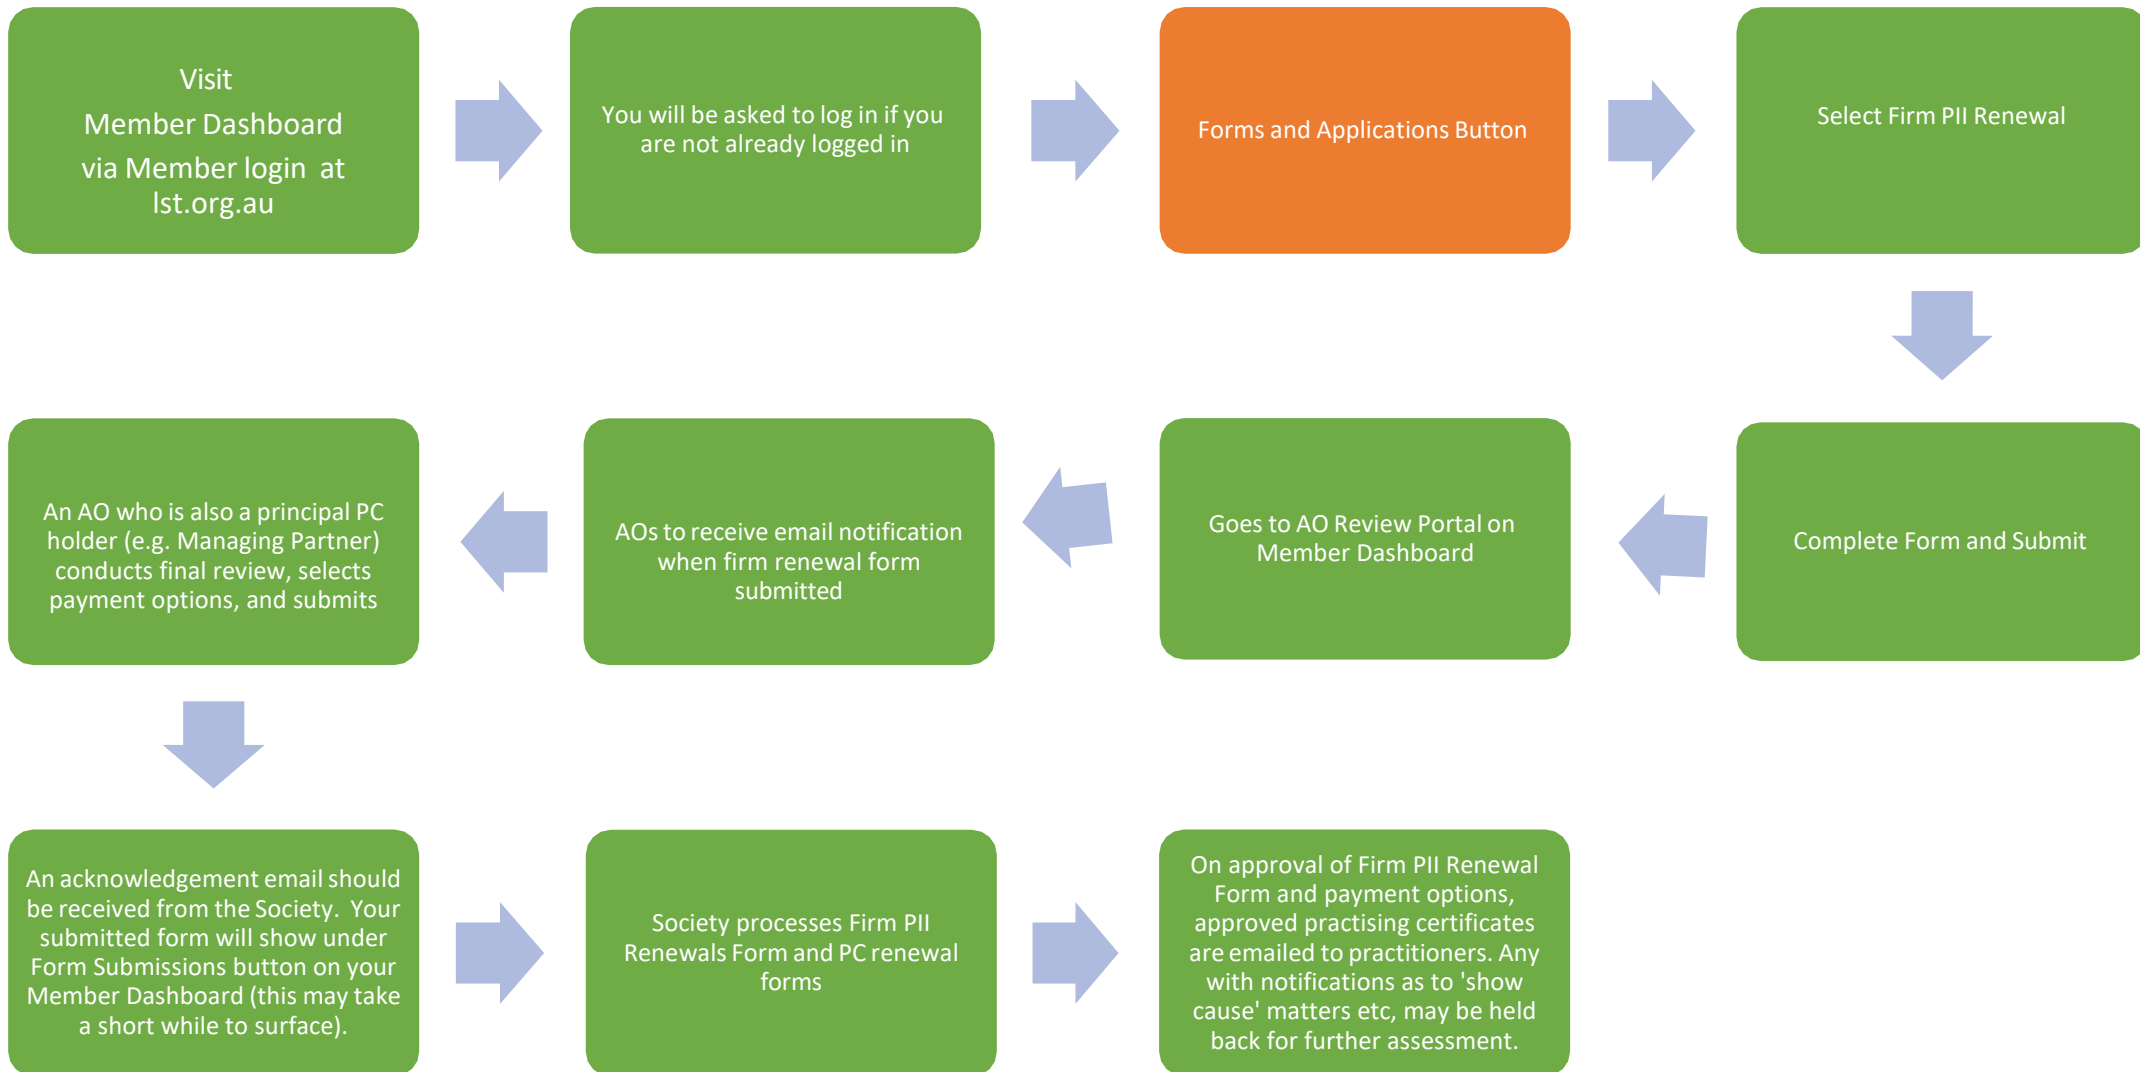 Visit
Member Dashboard
via Member login at
lst.org.au
You will be asked to log in if you
are not already logged in
Forms and Applications Button
Select Firm PII Renewal
An AO who is also a principal PC
holder (e.g. Managing Partner)
conducts final review, selects
payment options, and submits
AOs to receive email notification
when firm renewal form
submitted
Goes to AO Review Portal on
Member Dashboard
Complete Form and Submit
An acknowledgement email should
be received from the Society. Your
submitted form will show under
Form Submissions button on your
Member Dashboard (this may take
a short while to surface).
Society processes Firm PII
Renewals Form and PC renewal
forms
On approval of Firm PII Renewal
Form and payment options,
approved practising certificates
are emailed to practitioners. Any
with notifications as to 'show
cause' matters etc, may be held
back for further assessment.